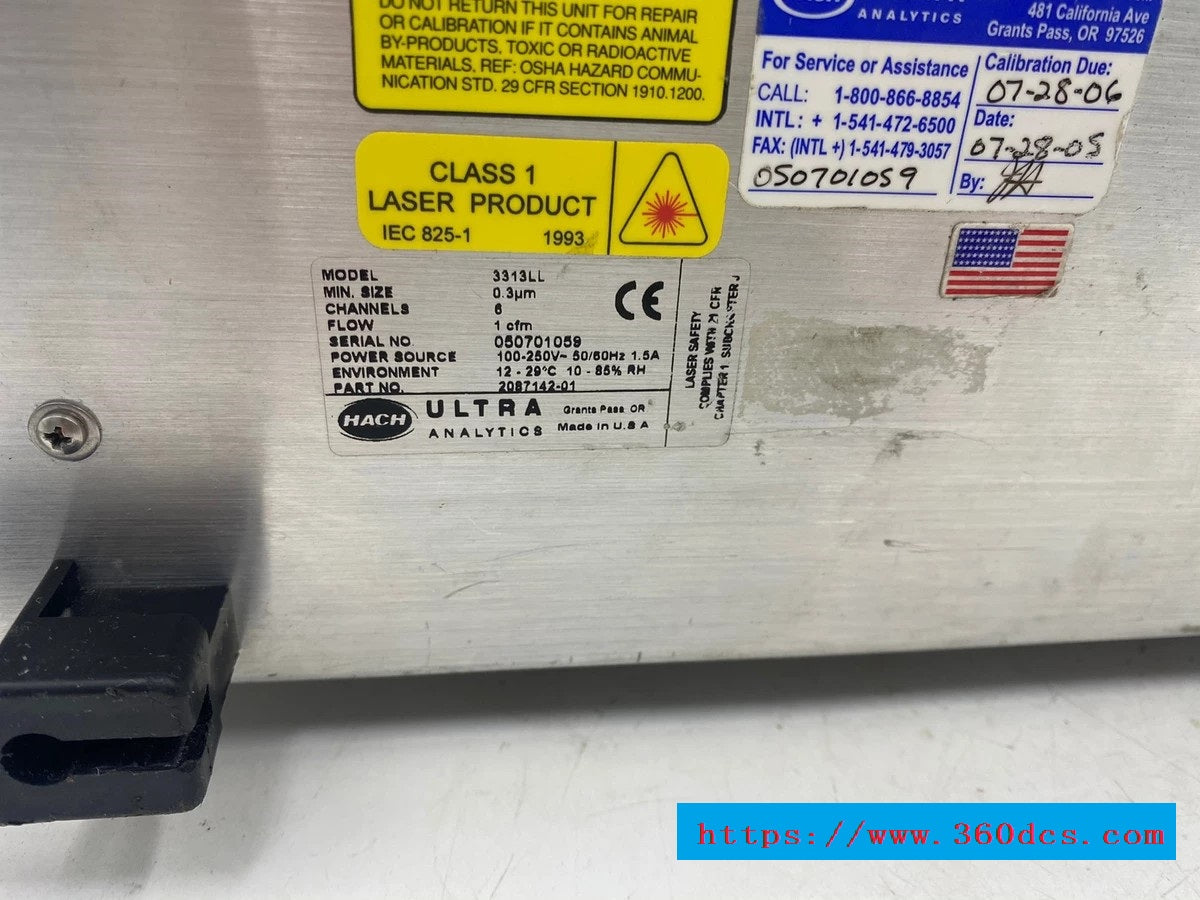 DO NOT RETURN THIS UNIT FOR REPAIR
OR CALIBRATION IF IT CONTAINS ANIMAL
BY-PRODUCTS, TOXIC OR RADIOACTIVE
MATERIALS, REF: OSHA HAZARD COMMU-
NICATION STD. 29 CFR SECTION 1910.1200.
HACH
ANALYTICS
481 California Ave
Grants Pass, OR 97526
For Service or Assistance
CALL: 1-800-866-8854
INTL: + 1-541-472-6500
FAX: (INTL +) 1-541-479-3057
050701059
Calibration Due:
07-28-06
Date:
07-28-05
By:
CLASS 1
LASER PRODUCT
IEC 825-1 1993
MODEL 3313LL
MIN. SIZE 0.3µm
CHANNELS 6
FLOW 1 cfm
SERIAL NO. 050701059
POWER SOURCE 100-250V~ 50/60Hz 1.5A
ENVIRONMENT 12 - 29°C 10 - 85% RH
PART NO. 2087142-01
CE
LASER SAFETY
COMPLIES WITH 21 CFR
CHAPTER 1, SUBCHAPTER J
HACH
ULTRA
ANALYTICS
Grants Pass OR
Made in U.S.A
https://www.360dcs.com